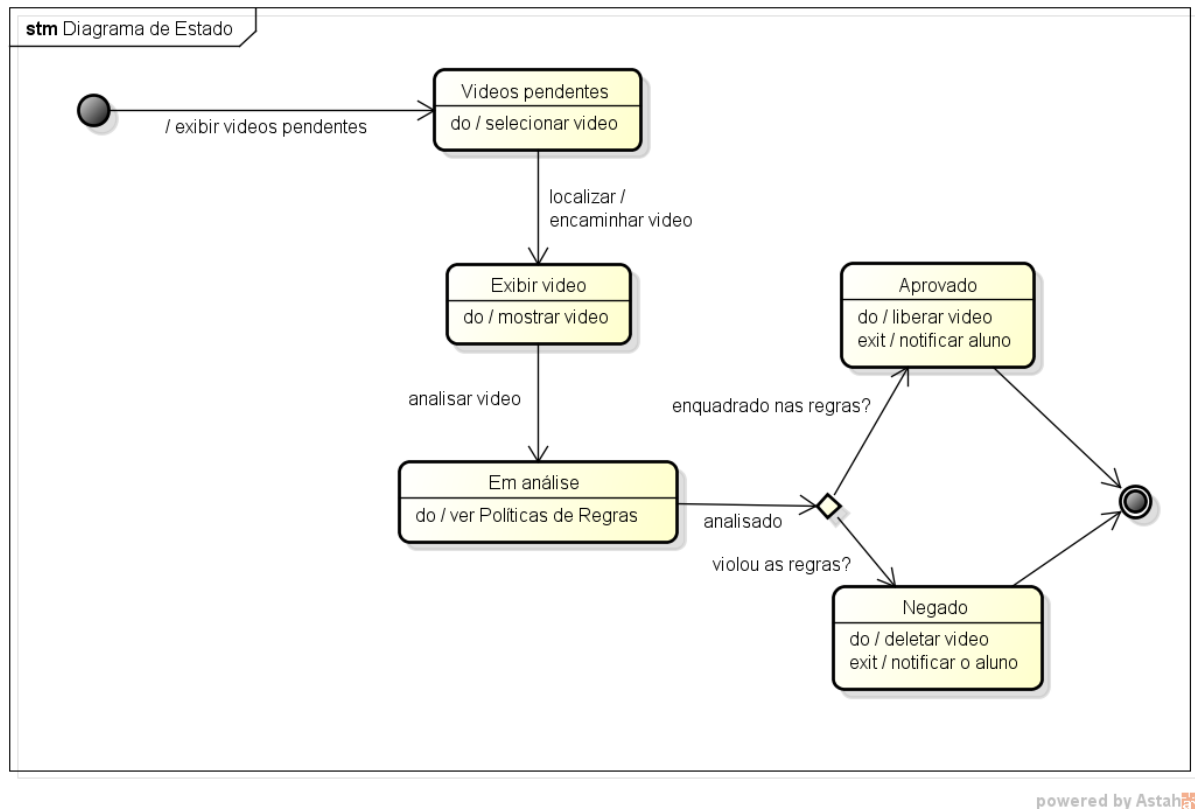 stm Diagrama de Estado
Videos pendentes
do / selecionar video
/ exibir videos pendentes
localizar /
encaminhar video
Exibir video
do / mostrar video
analisar video
Em análise
do / ver Políticas de Regras
analisado
enquadrado nas regras?
Aprovado
do / liberar video
exit / notificar aluno
violou as regras?
Negado
do / deletar video
exit / notificar o aluno
powered by Astah